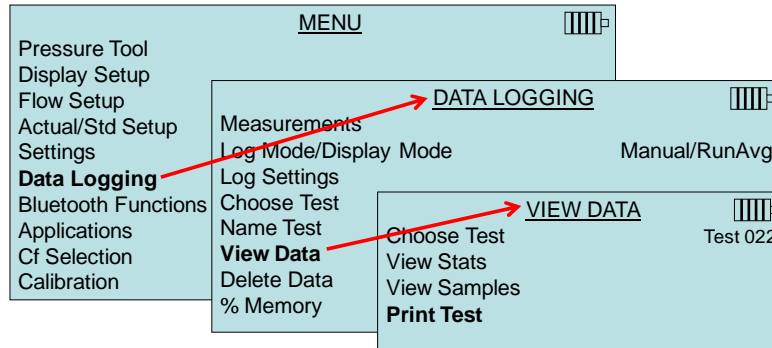 MENU
Pressure Tool
Display Setup
Flow Setup
Actual/Std Setup
Settings
Data Logging
Bluetooth Functions
Applications
Cf Selection
Calibration
DATA LOGGING
Measurements
Log Mode/Display Mode Manual/RunAvg
Log Settings
Choose Test
Name Test
View Data
Delete Data
% Memory
VIEW DATA
Choose Test Test 022
View Stats
View Samples
Print Test